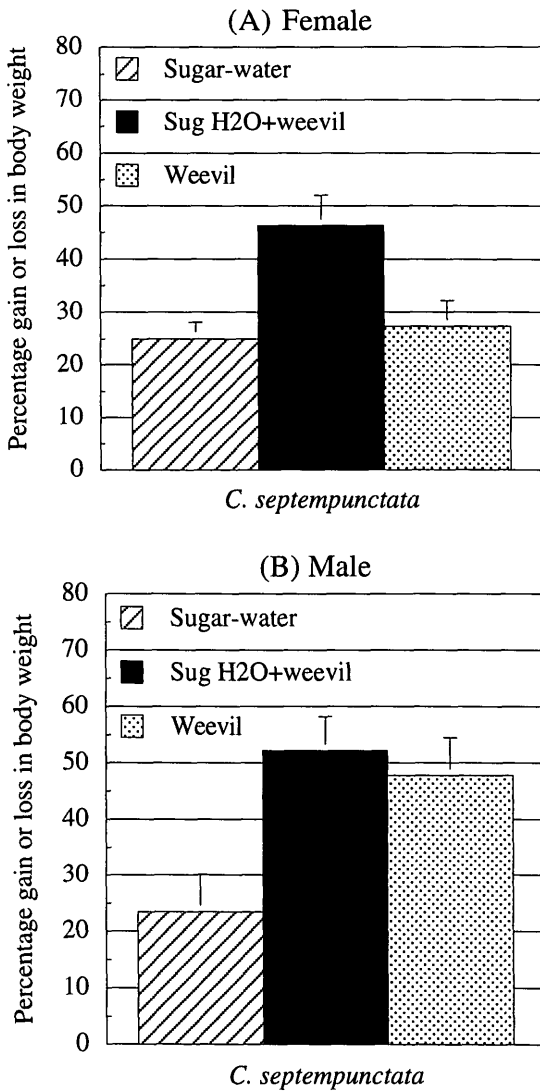 (A) Female
Percentage gain or loss in body weight
80
70
60
50
40
30
20
10
0
Sugar-water
Sug H2O+weevil
Weevil
C. septempunctata
(B) Male
Percentage gain or loss in body weight
80
70
60
50
40
30
20
10
0
Sugar-water
Sug H2O+weevil
Weevil
C. septempunctata